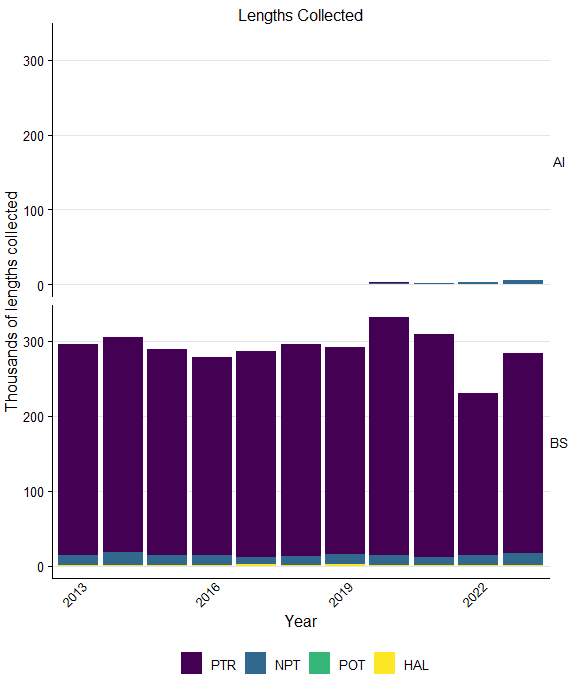 Lengths Collected
Thousands of lengths collected
300
200
100
0
AI
300
200
100
0
BS
2013
2016
2019
2022
Year
PTR
NPT
POT
HAL